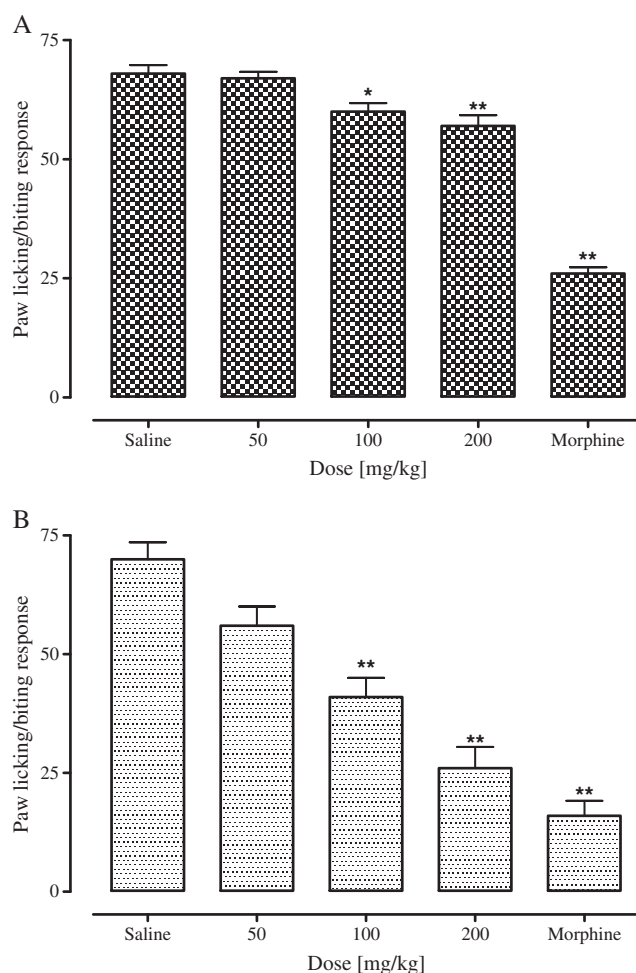 A
Paw licking/biting response
75
50
25
0
*
**
**
Saline 50 100 200 Morphine
Dose [mg/kg]
B
Paw licking/biting response
75
50
25
0
**
**
**
Saline 50 100 200 Morphine
Dose [mg/kg]